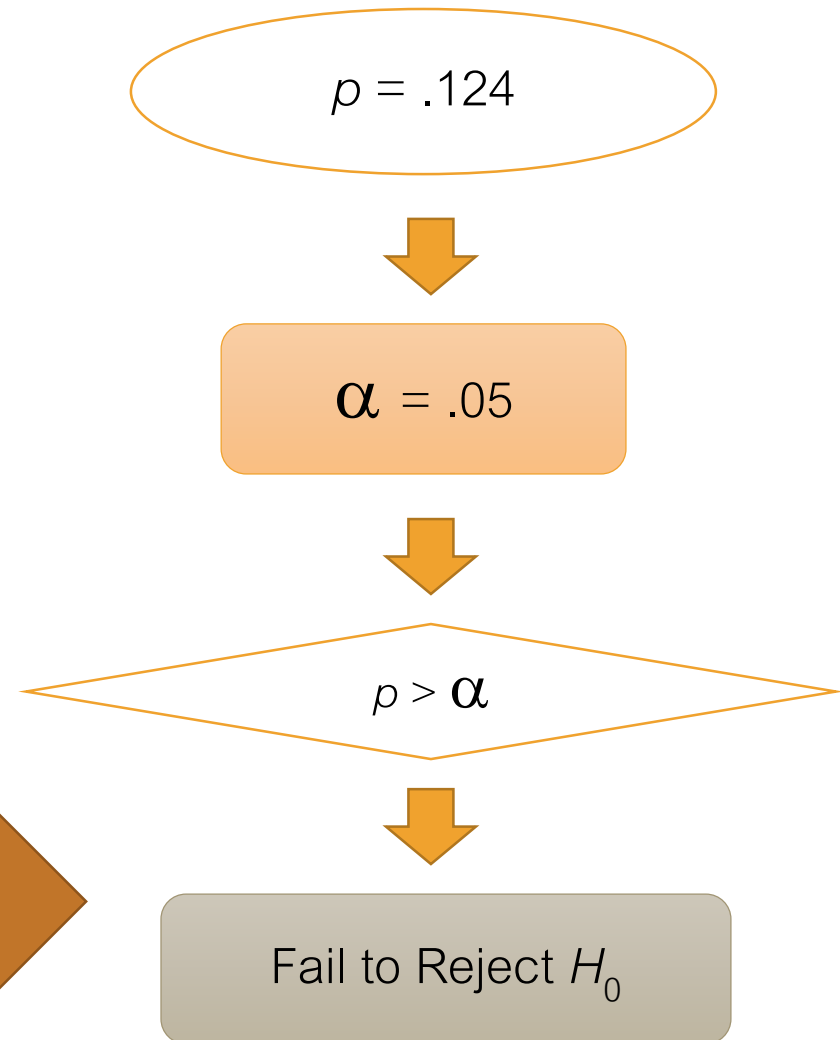 p = .124
α = .05
p > α
Fail to Reject H₀